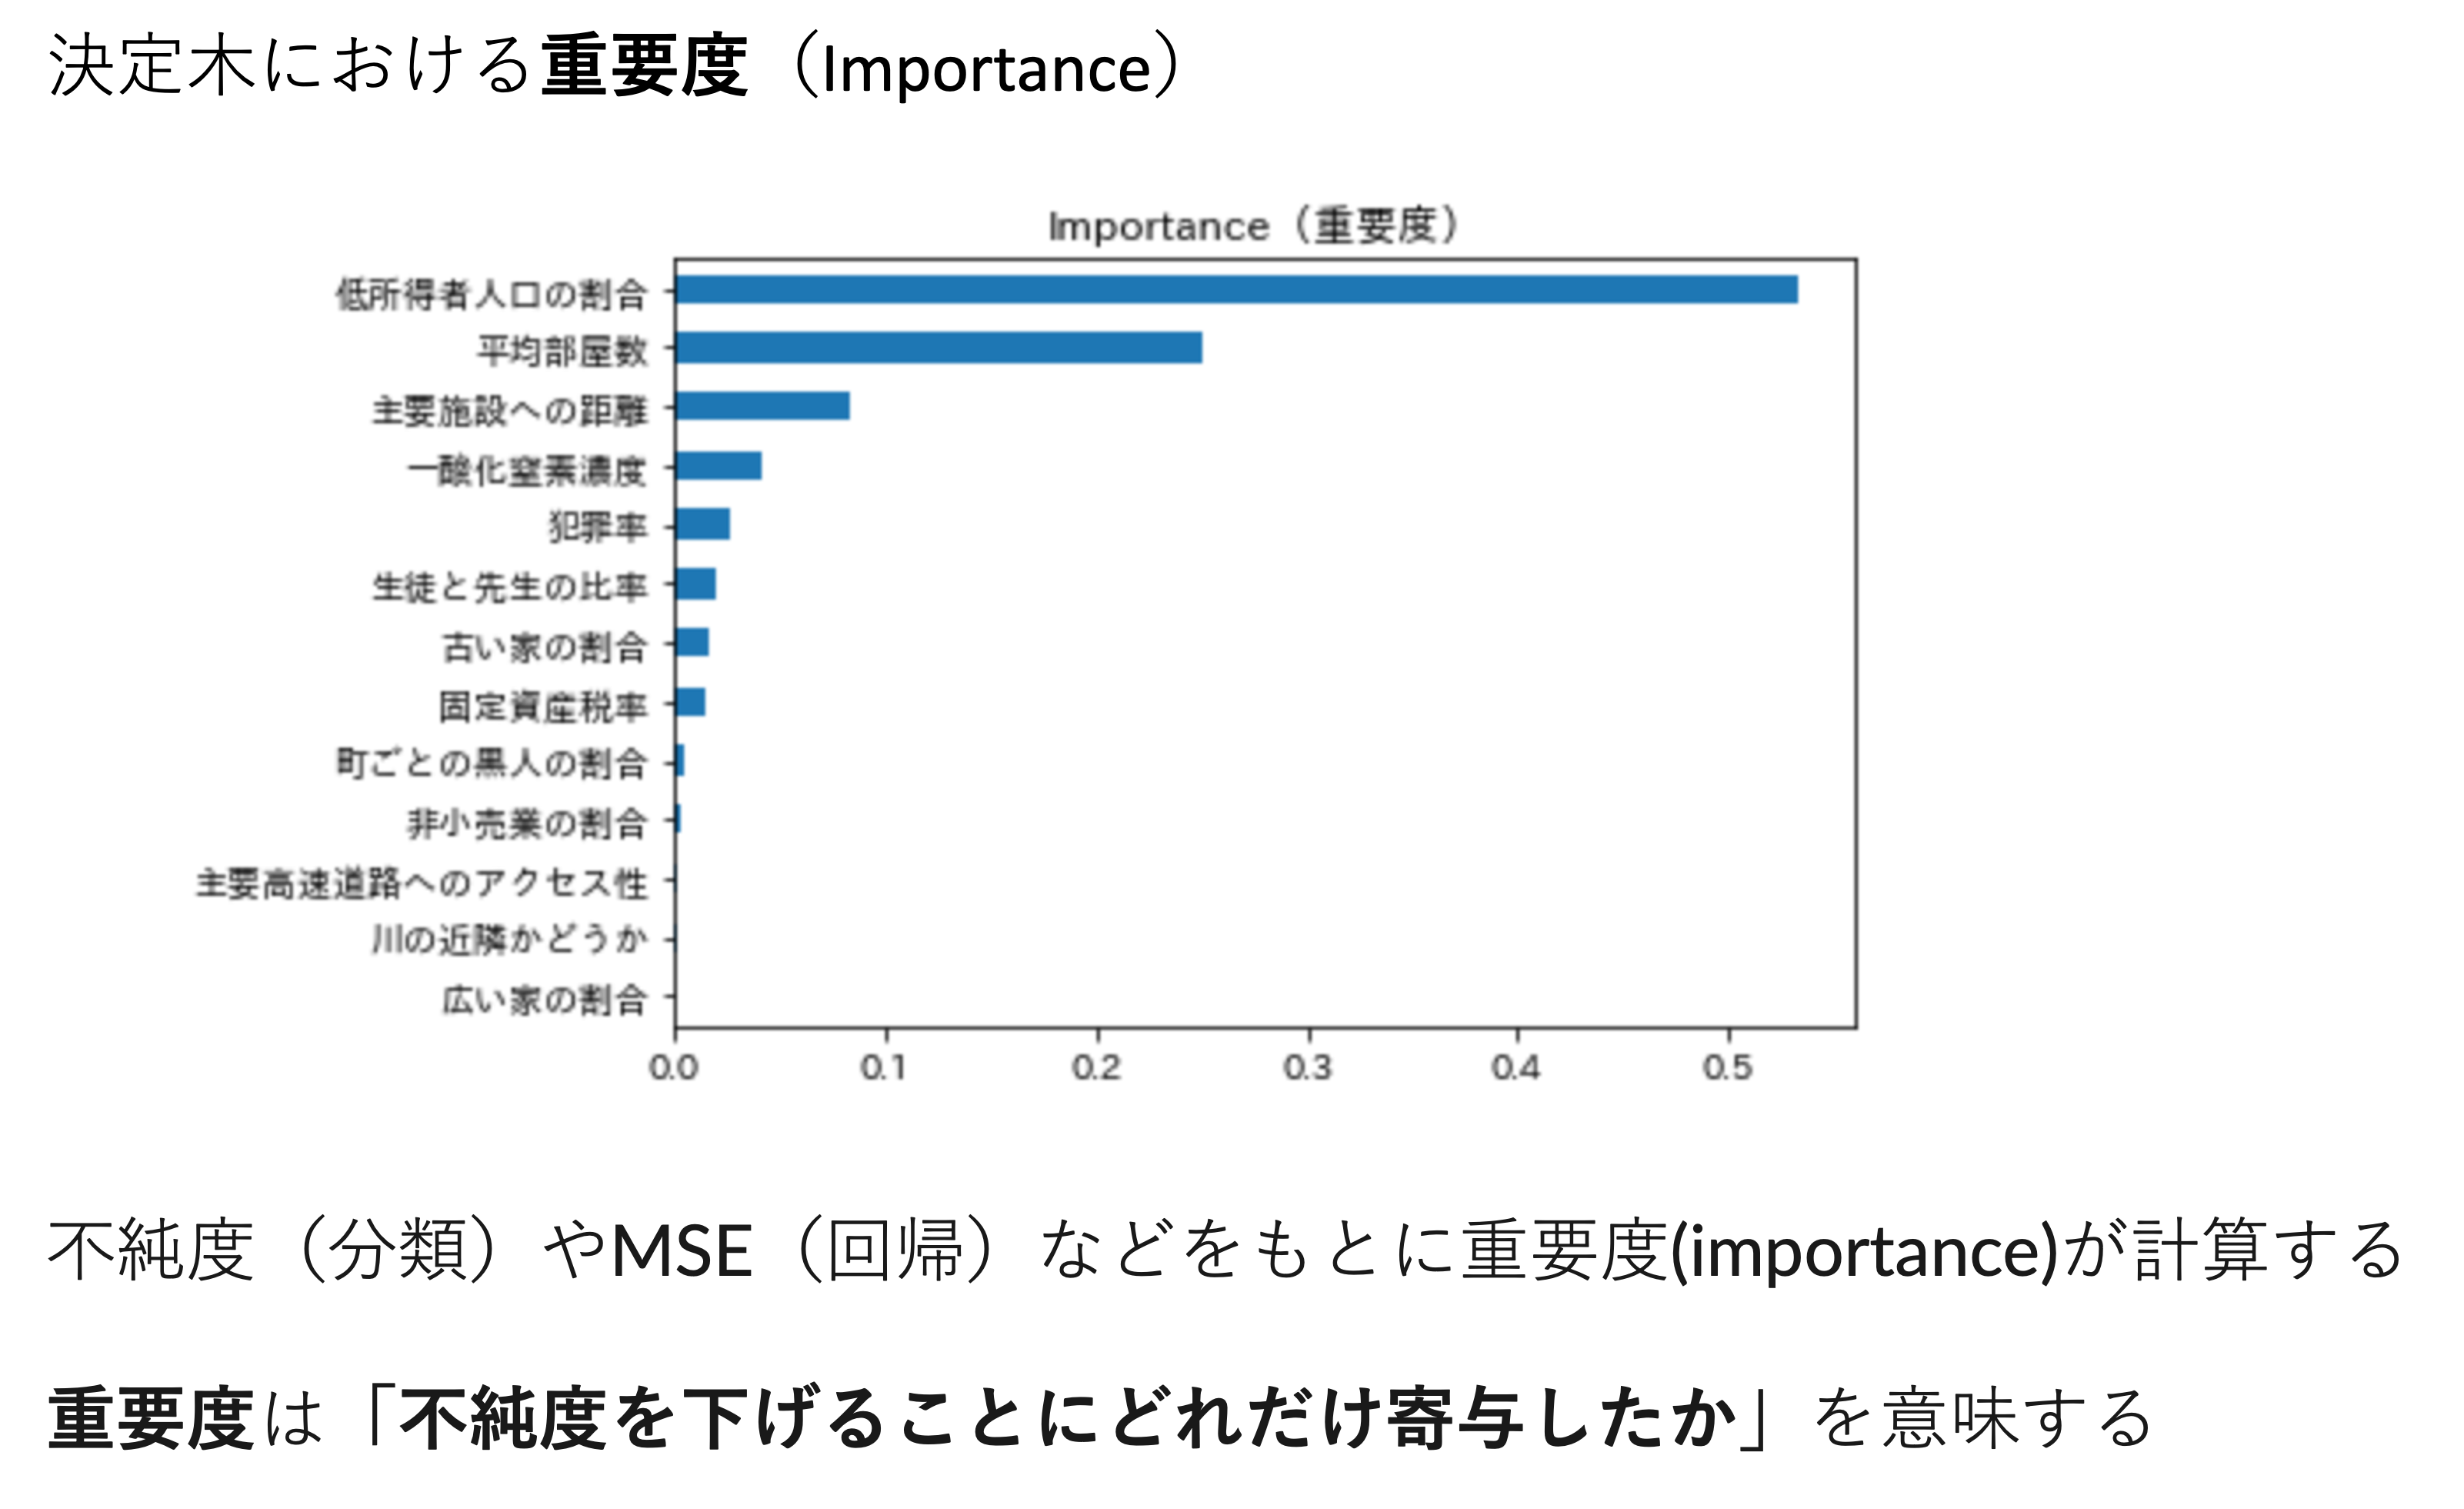 決定木における重要度（Importance）
Importance（重要度）
低所得者人口の割合
平均部屋数
主要施設への距離
一酸化窒素濃度
犯罪率
生徒と先生の比率
古い家の割合
固定資産税率
町ごとの黒人の割合
非小売業の割合
主要高速道路へのアクセス性
川の近隣かどうか
広い家の割合
0.0 0.1 0.2 0.3 0.4 0.5
不純度（分類）やMSE（回帰）などをもとに重要度(importance)が計算する
重要度は「不純度を下げることにどれだけ寄与したか」を意味する